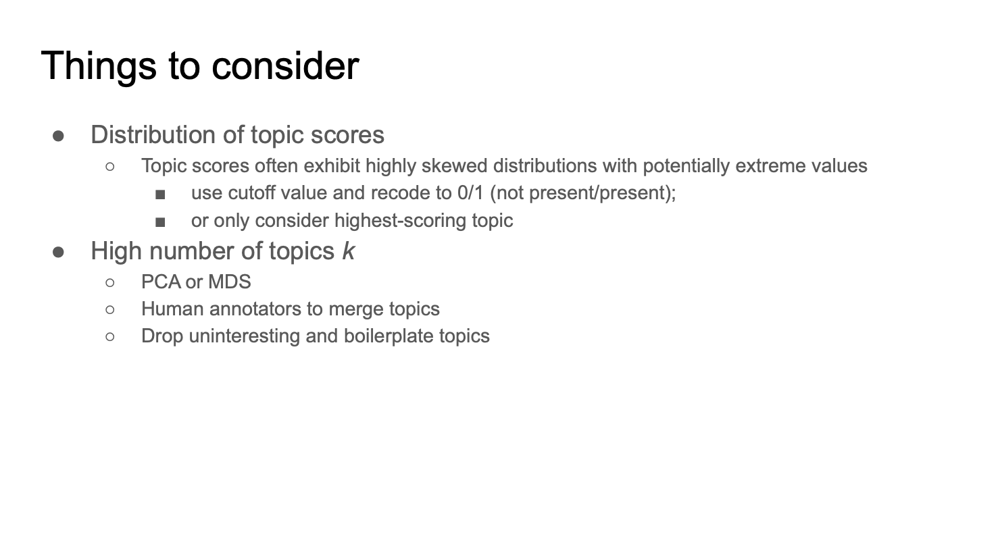 Things to consider
● Distribution of topic scores
○ Topic scores often exhibit highly skewed distributions with potentially extreme values
■ use cutoff value and recode to 0/1 (not present/present);
■ or only consider highest-scoring topic
● High number of topics k
○ PCA or MDS
○ Human annotators to merge topics
○ Drop uninteresting and boilerplate topics